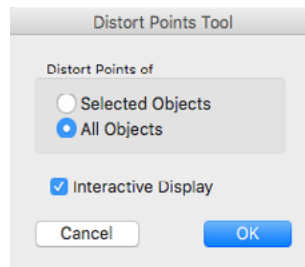 Distort Points Tool
Distort Points of
Selected Objects
All Objects
Interactive Display
Cancel
OK